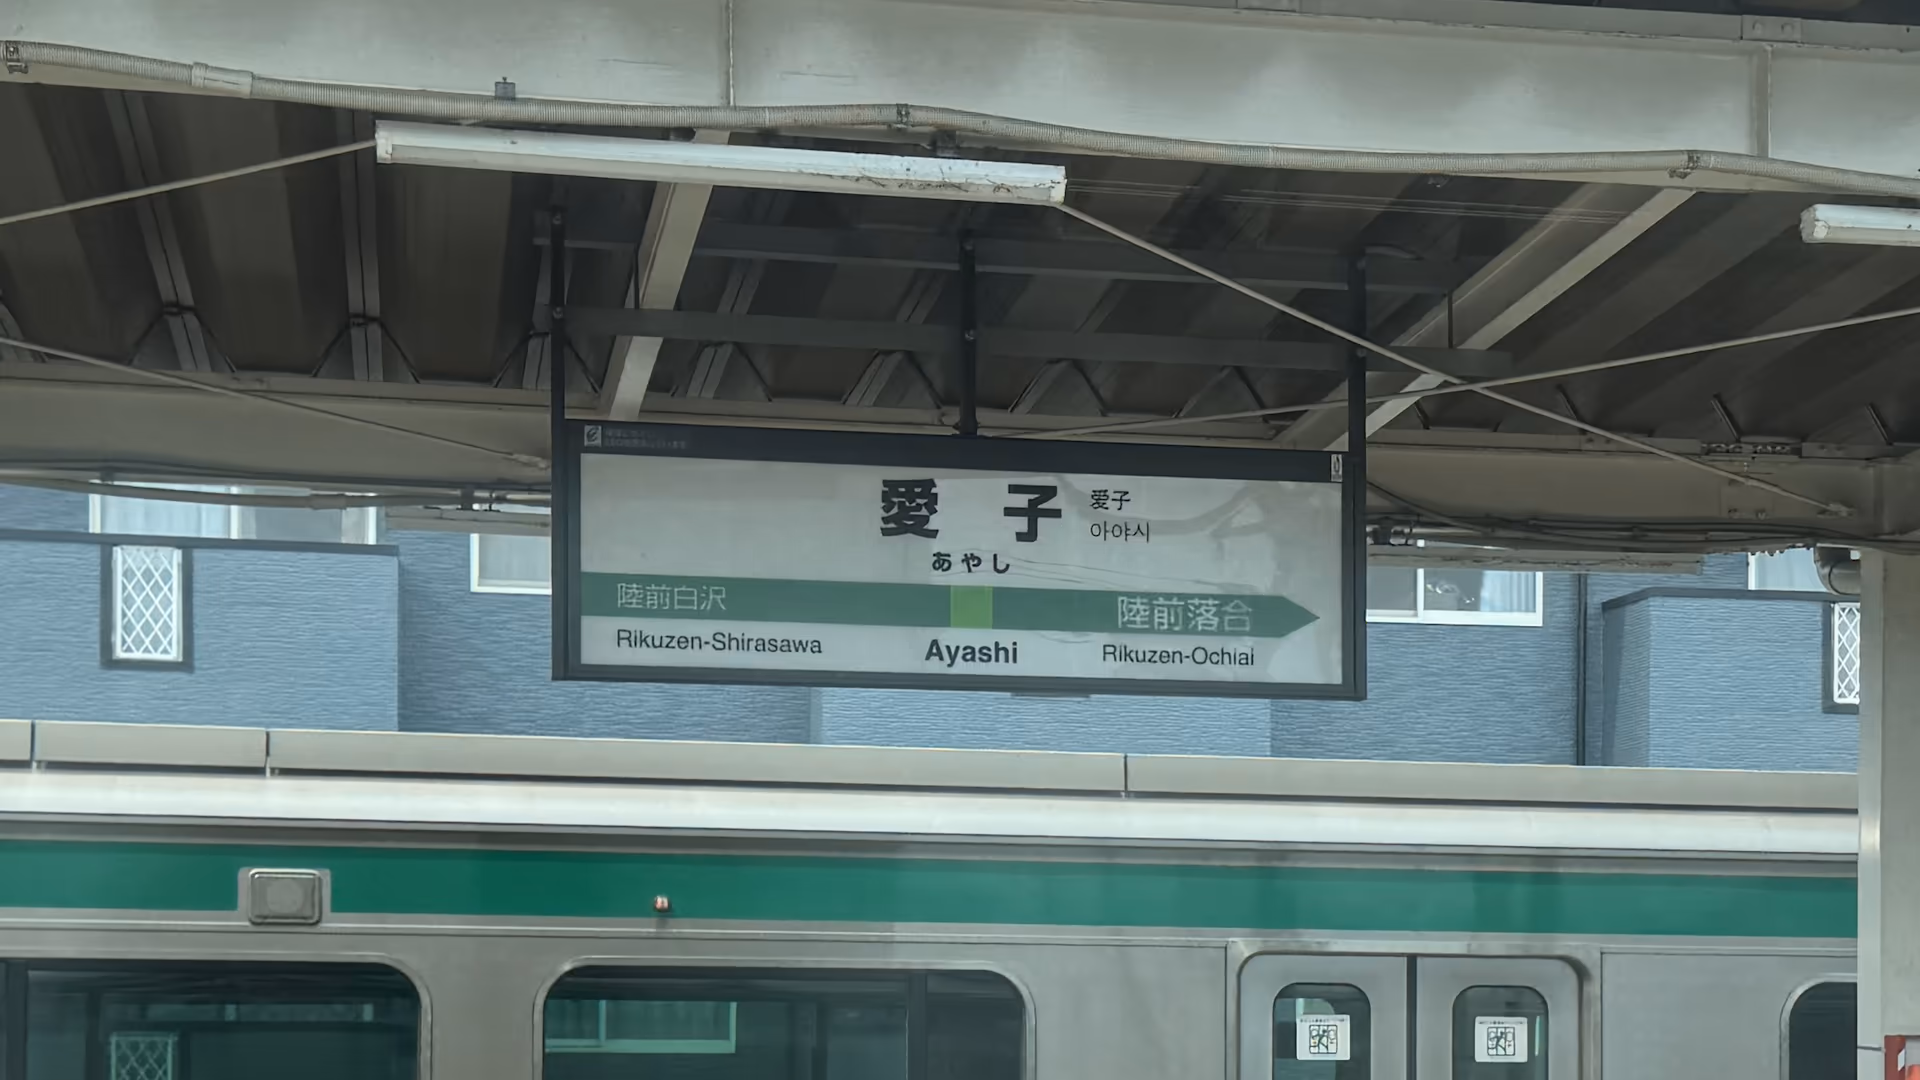 愛子
愛子
아야시
あやし
陸前白沢
陸前落合
Rikuzen-Shirasawa
Ayashi
Rikuzen-Ochiai